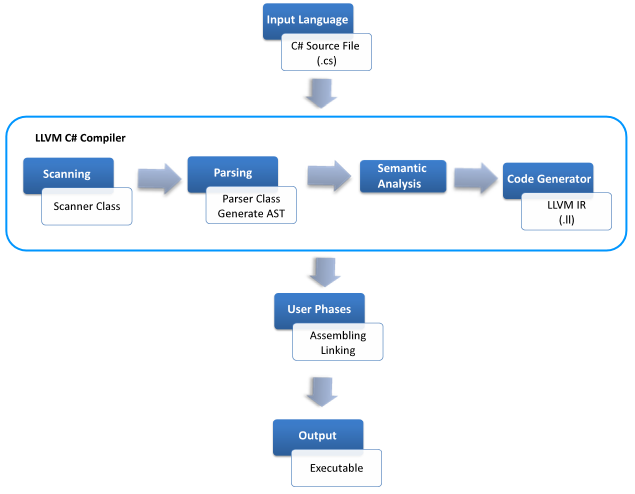 Input Language
C# Source File
(.cs)
LLVM C# Compiler
Scanning
Scanner Class
Parsing
Parser Class
Generate AST
Semantic
Analysis
Code Generator
LLVM IR
(.ll)
User Phases
Assembling
Linking
Output
Executable